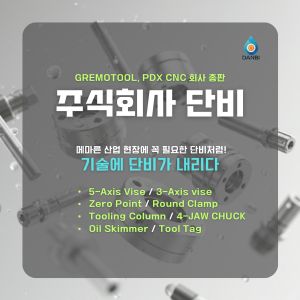 DANBI
GREMOTOOL, PDX CNC 회사 총판
주식회사 단비
메마른 산업 현장에 꼭 필요한 단비처럼!
기술에 단비가 내리다
• 5-Axis Vise / 3-Axis vise
• Zero Point / Round Clamp
• Tooling Column / 4-JAW CHUCK
• Oil Skimmer / Tool Tag